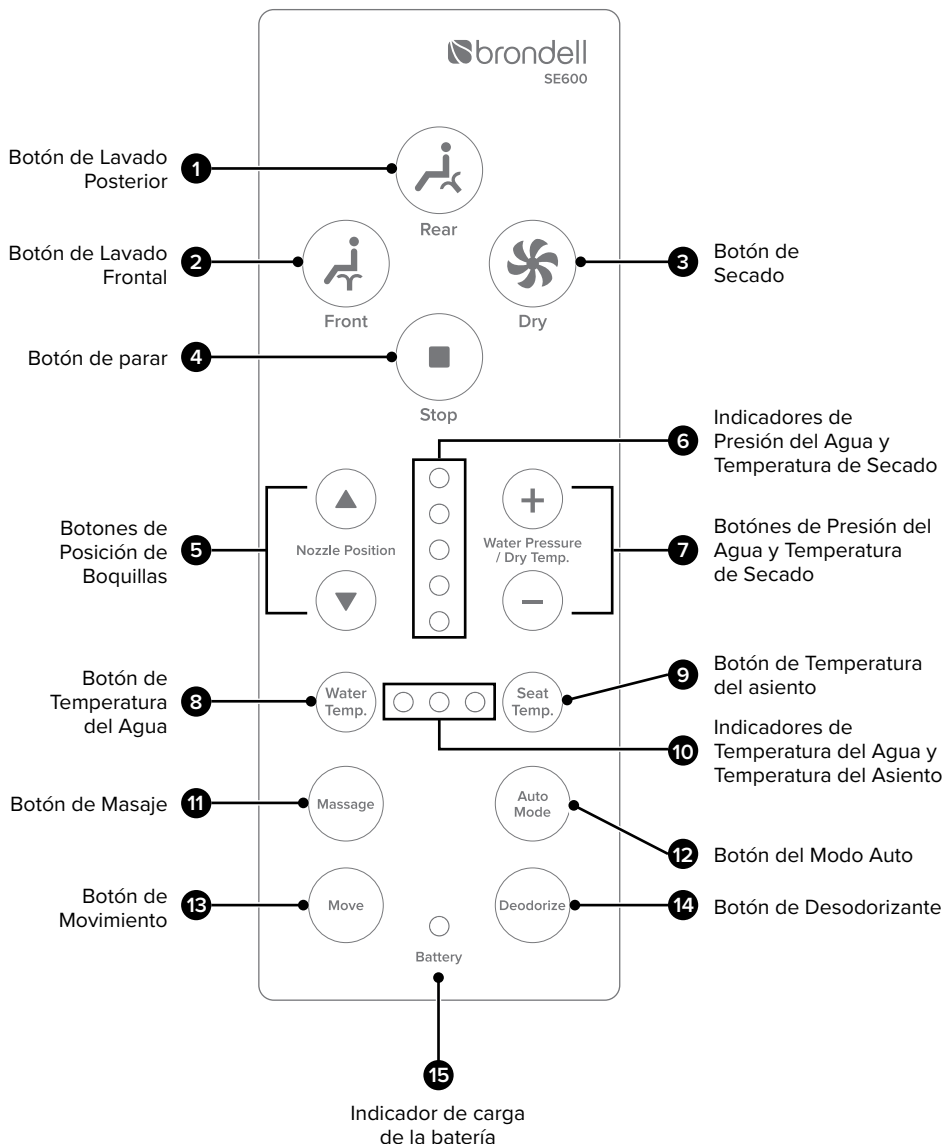 brondell
SE600
Botón de Lavado
Posterior
1
Rear
Botón de Lavado
Frontal
2
Front
3
Botón de
Secado
Dry
Botón de parar
4
Stop
6
Indicadores de
Presión del Agua y
Temperatura de Secado
Botones de
Posición de
Boquillas
5
Nozzle Position
+
Water Pressure
/ Dry Temp.
−
7
Botónes de Presión del
Agua y Temperatura
de Secado
Botón de
Temperatura
del Agua
8
Water
Temp.
Seat
Temp.
9
Botón de Temperatura
del asiento
10
Indicadores de
Temperatura del Agua y
Temperatura del Asiento
Botón de Masaje
11
Massage
Auto
Mode
12
Botón del Modo Auto
Botón de
Movimiento
13
Move
Deodorize
14
Botón de Desodorizante
Battery
15
Indicador de carga
de la batería